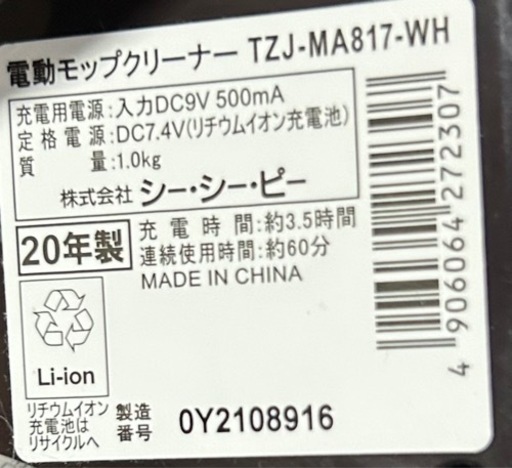 電動モップクリーナー TZJ-MA817-WH
充電用電源:入力DC9V 500mA
定格電源:DC7.4V(リチウムイオン充電池)
質量:1.0kg
株式会社 シー・シー・ピー
20年製
充電時間:約3.5時間
連続使用時間:約60分
MADE IN CHINA
Li-ion
リチウムイオン
充電池は
リサイクルへ
製造
番号
0Y2108916
4906064272307